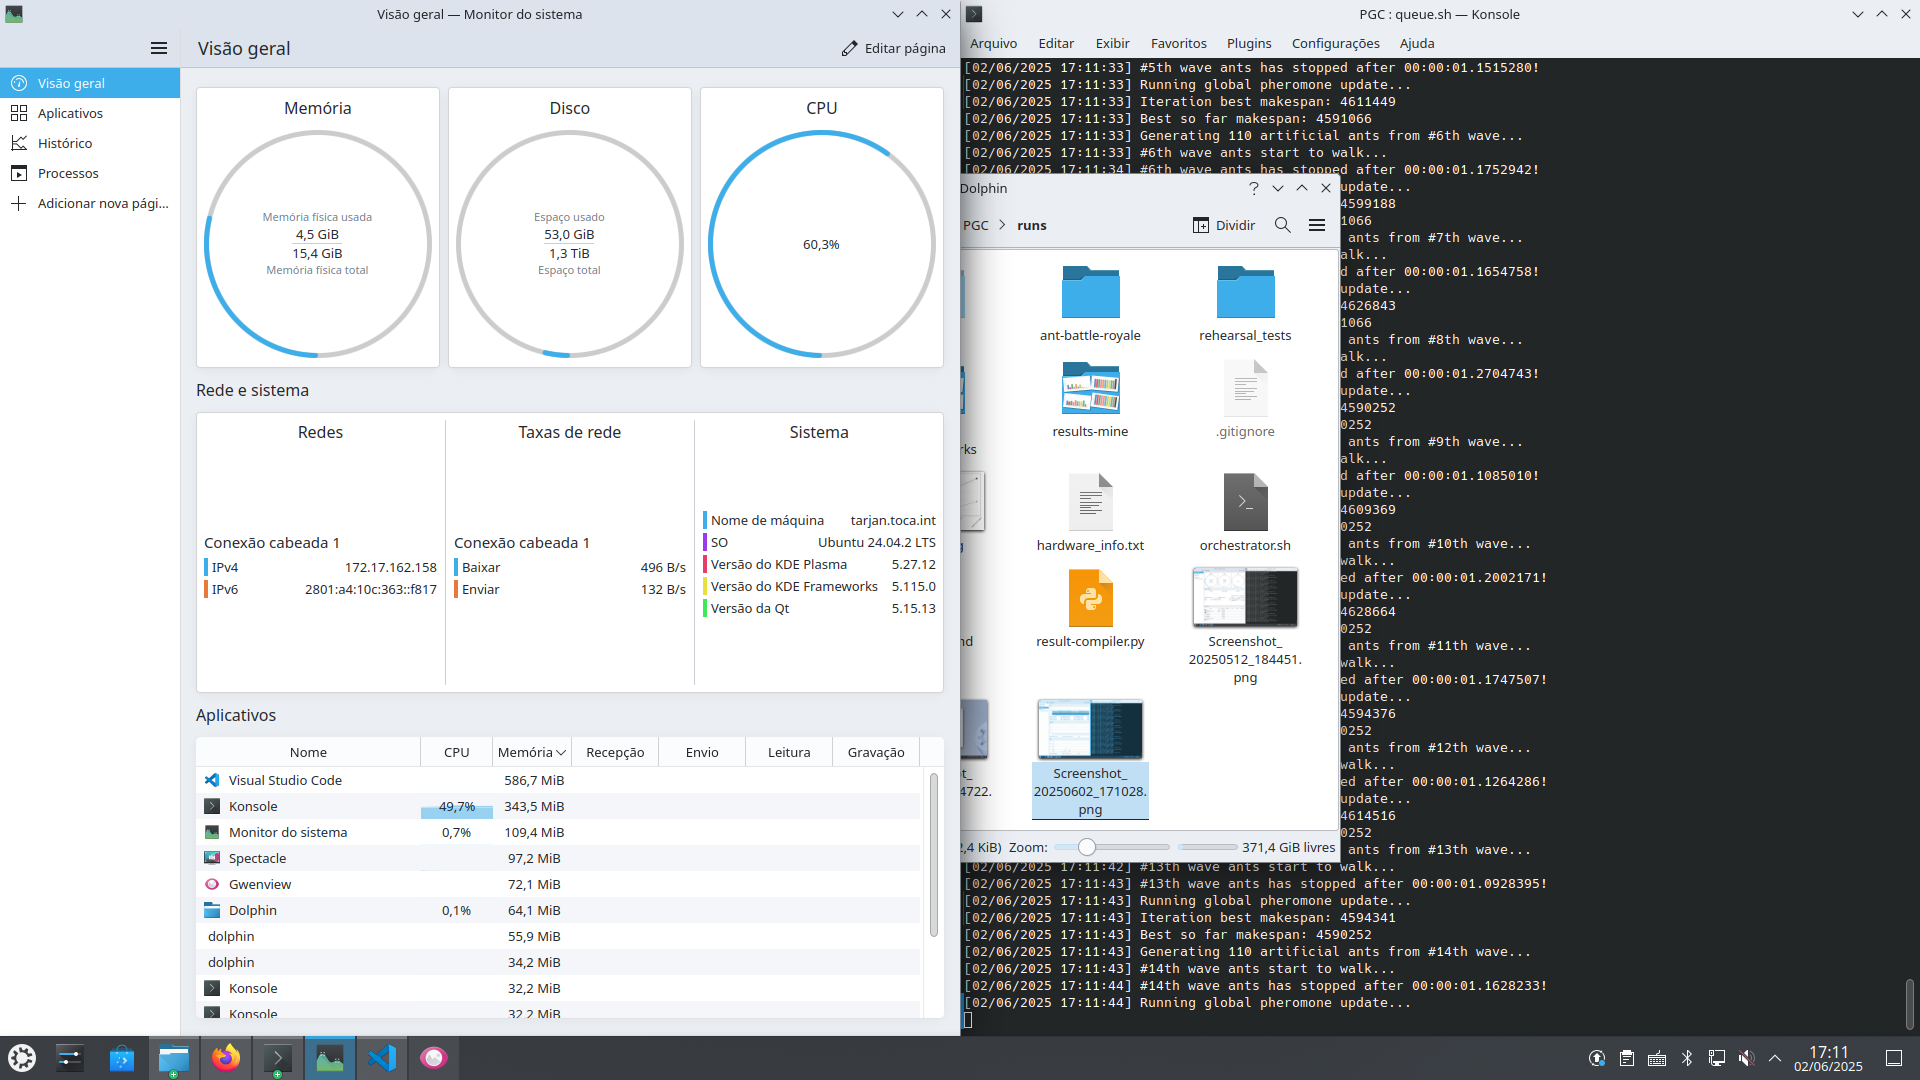 Visão geral — Monitor do sistema
Visão geral
Editar página
Visão geral
Aplicativos
Histórico
Processos
Adicionar nova pági...
Memória
Memória física usada
4,5 GiB
15,4 GiB
Memória física total
Disco
Espaço usado
53,0 GiB
1,3 TiB
Espaço total
CPU
60,3%
Rede e sistema
Redes
Conexão cabeada 1
IPv4 172.17.162.158
IPv6 2801:a4:10c:363::f817
Taxas de rede
Conexão cabeada 1
Baixar 496 B/s
Enviar 132 B/s
Sistema
Nome de máquina tarjan.toca.int
SO Ubuntu 24.04.2 LTS
Versão do KDE Plasma 5.27.12
Versão do KDE Frameworks 5.115.0
Versão da Qt 5.15.13
Aplicativos
Nome CPU Memória Recepção Envio Leitura Gravação
Visual Studio Code 586,7 MiB
Konsole 49,7% 343,5 MiB
Monitor do sistema 0,7% 109,4 MiB
Spectacle 97,2 MiB
Gwenview 72,1 MiB
Dolphin 0,1% 64,1 MiB
dolphin 55,9 MiB
dolphin 34,2 MiB
Konsole 32,2 MiB
Konsole 32,2 MiB
PGC : queue.sh — Konsole
Arquivo Editar Exibir Favoritos Plugins Configurações Ajuda
[02/06/2025 17:11:33] #5th wave ants has stopped after 00:00:01.1515280!
[02/06/2025 17:11:33] Running global pheromone update...
[02/06/2025 17:11:33] Iteration best makespan: 4611449
[02/06/2025 17:11:33] Best so far makespan: 4591066
[02/06/2025 17:11:33] Generating 110 artificial ants from #6th wave...
[02/06/2025 17:11:33] #6th wave ants start to walk...
[02/06/2025 17:11:34] #6th wave ants has stopped after 00:00:01.1752942!
update...
4599188
1066
ants from #7th wave...
alk...
d after 00:00:01.1654758!
update...
4626843
1066
ants from #8th wave...
alk...
d after 00:00:01.2704743!
update...
4590252
0252
ants from #9th wave...
alk...
d after 00:00:01.1085010!
update...
4609369
0252
ants from #10th wave...
walk...
ed after 00:00:01.2002171!
update...
4628664
0252
ants from #11th wave...
walk...
ed after 00:00:01.1747507!
update...
4594376
0252
ants from #12th wave...
walk...
ed after 00:00:01.1264286!
update...
4614516
0252
ants from #13th wave...
[02/06/2025 17:11:42] #13th wave ants start to walk...
[02/06/2025 17:11:43] #13th wave ants has stopped after 00:00:01.0928395!
[02/06/2025 17:11:43] Running global pheromone update...
[02/06/2025 17:11:43] Iteration best makespan: 4594341
[02/06/2025 17:11:43] Best so far makespan: 4590252
[02/06/2025 17:11:43] Generating 110 artificial ants from #14th wave...
[02/06/2025 17:11:43] #14th wave ants start to walk...
[02/06/2025 17:11:44] #14th wave ants has stopped after 00:00:01.1628233!
[02/06/2025 17:11:44] Running global pheromone update...
Dolphin
PGC > runs
Dividir
ant-battle-royale
rehearsal_tests
rks
results-mine
.gitignore
hardware_info.txt
orchestrator.sh
nd
result-compiler.py
Screenshot_
20250512_184451.
png
t_
4722.
Screenshot_
20250602_171028.
png
2,4 KiB) Zoom: 371,4 GiB livres
17:11
02/06/2025